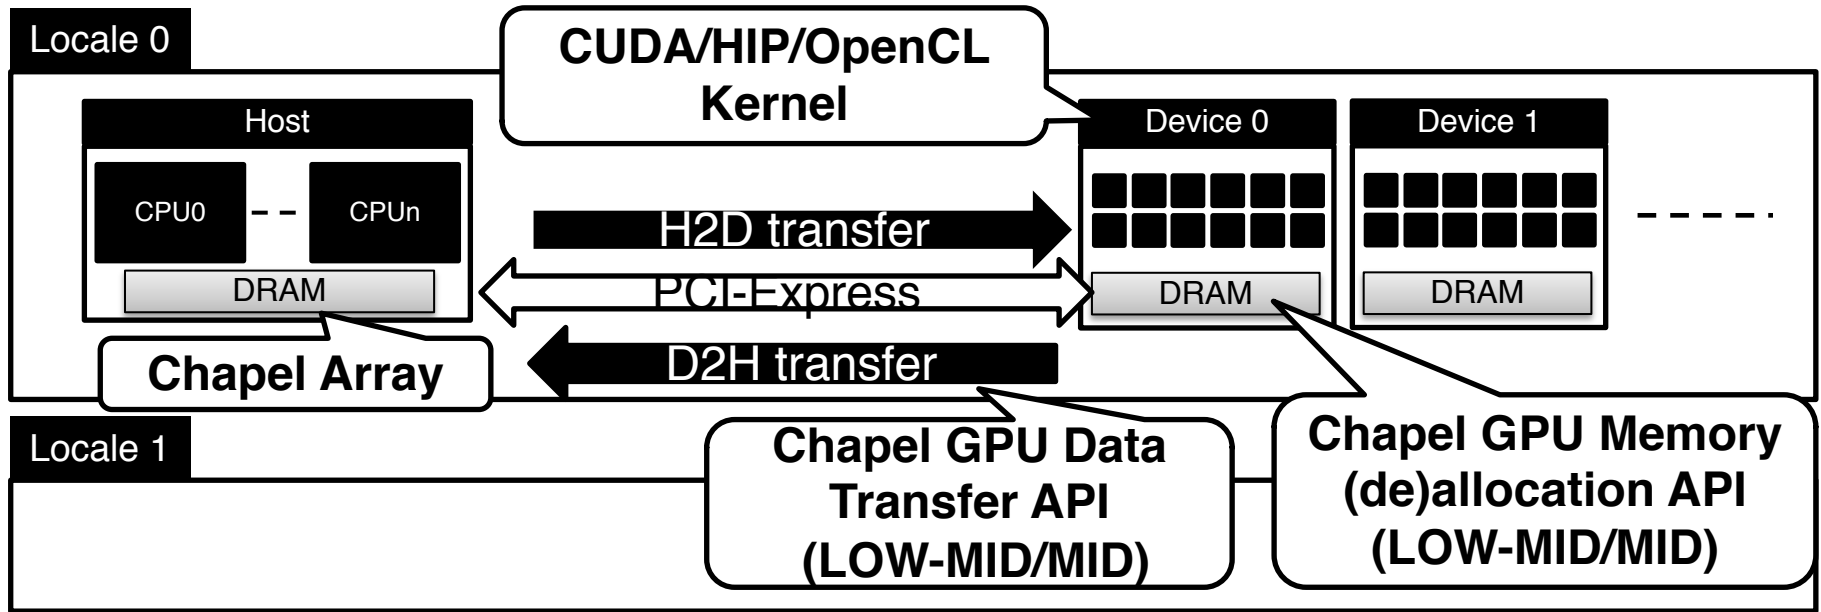 Locale 0
CUDA/HIP/OpenCL
Kernel
Host
Device 0
Device 1
CPU0
CPUn
H2D transfer
DRAM
PCI-Express
DRAM
DRAM
D2H transfer
Chapel Array
Locale 1
Chapel GPU Data
Transfer API
(LOW-MID/MID)
Chapel GPU Memory
(de)allocation API
(LOW-MID/MID)